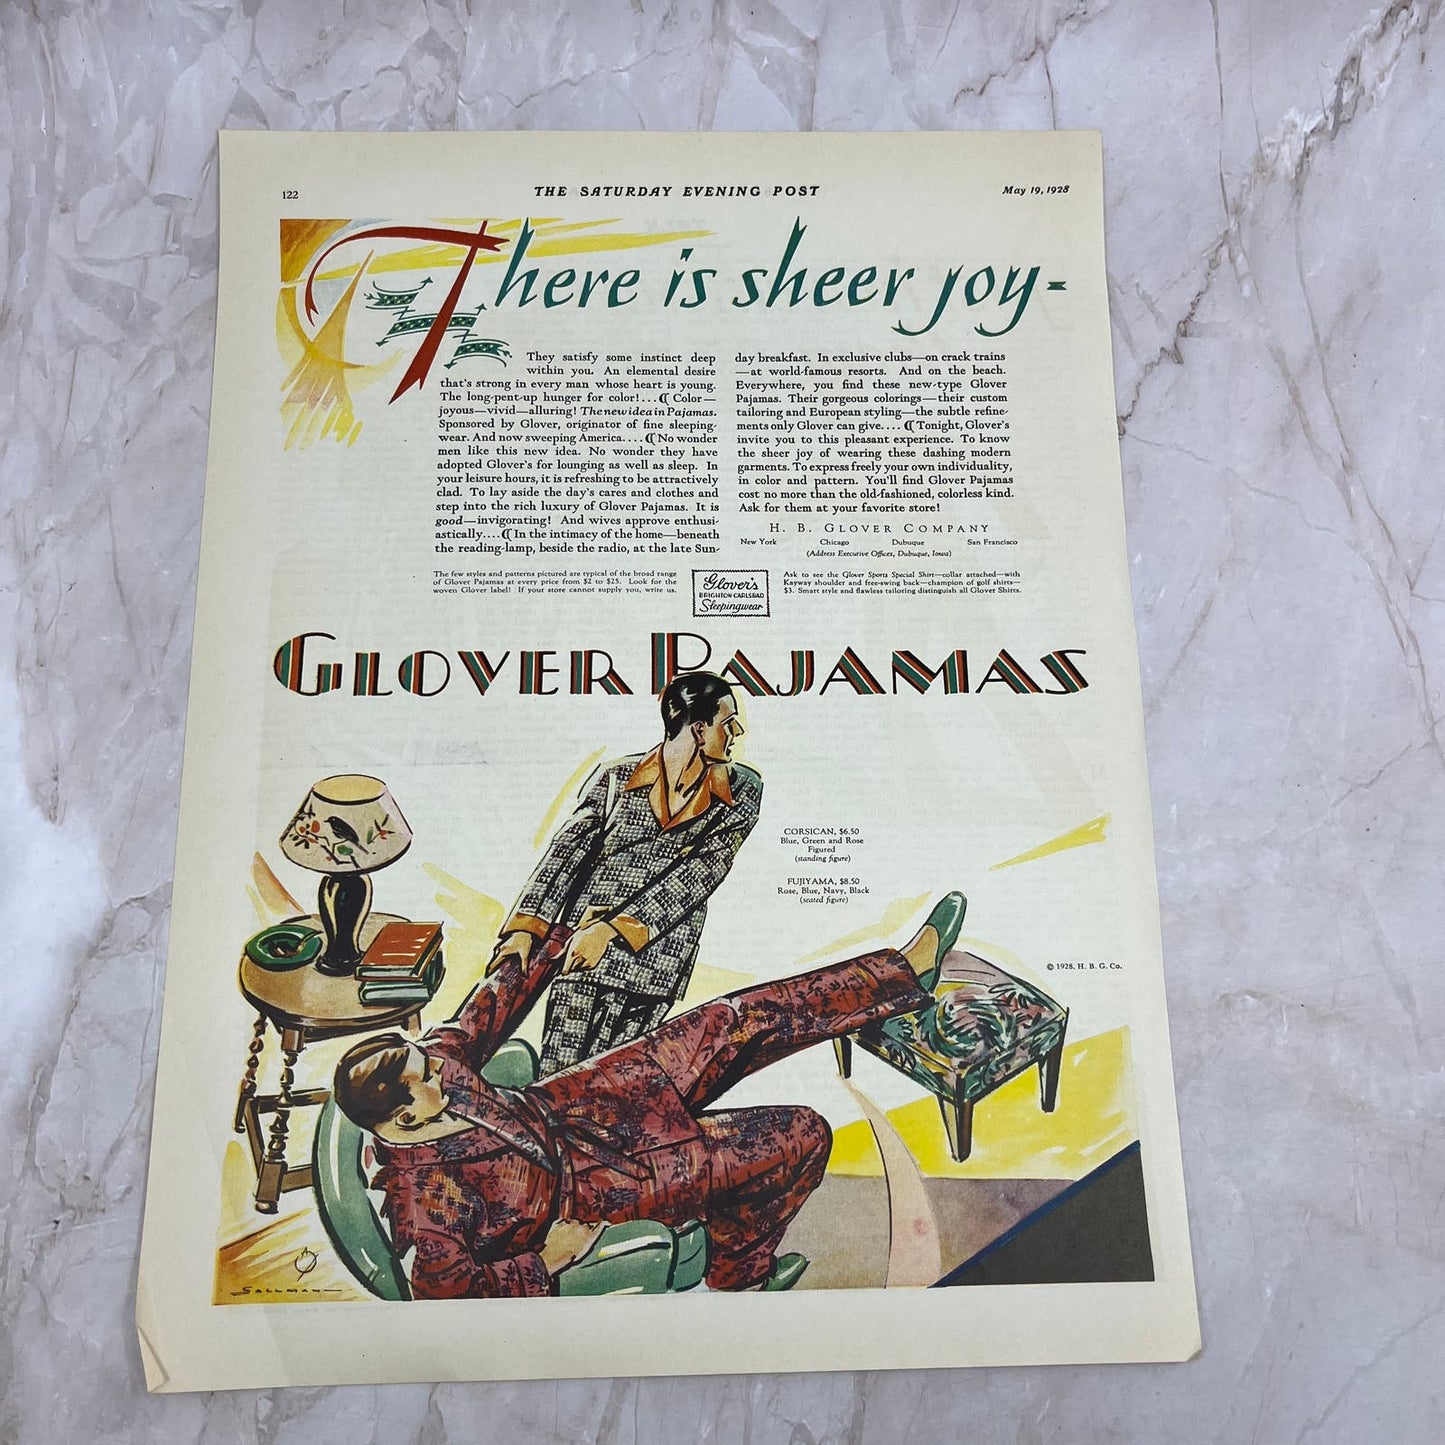 122
THE SATURDAY EVENING POST
May 19, 1928
There is sheer joy-
They satisfy some instinct deep
within you. An elemental desire
that's strong in every man whose heart is young.
The long-pent-up hunger for color!...⸿ Color—
joyous—vivid—alluring! The new idea in Pajamas.
Sponsored by Glover, originator of fine sleeping-
wear. And now sweeping America....⸿ No wonder
men like this new idea. No wonder they have
adopted Glover's for lounging as well as sleep. In
your leisure hours, it is refreshing to be attractively
clad. To lay aside the day's cares and clothes and
step into the rich luxury of Glover Pajamas. It is
good—invigorating! And wives approve enthusi-
astically....⸿ In the intimacy of the home—beneath
the reading-lamp, beside the radio, at the late Sun-
day breakfast. In exclusive clubs—on crack trains
—at world-famous resorts. And on the beach.
Everywhere, you find these new-type Glover
Pajamas. Their gorgeous colorings—their custom
tailoring and European styling—the subtle refine-
ments only Glover can give....⸿ Tonight, Glover's
invite you to this pleasant experience. To know
the sheer joy of wearing these dashing modern
garments. To express freely your own individuality,
in color and pattern. You'll find Glover Pajamas
cost no more than the old-fashioned, colorless kind.
Ask for them at your favorite store!
H. B. GLOVER COMPANY
New York Chicago Dubuque San Francisco
(Address Executive Offices, Dubuque, Iowa)
The few styles and patterns pictured are typical of the broad range
of Glover Pajamas at every price from $2 to $25. Look for the
woven Glover label! If your store cannot supply you, write us.
Glover's
BRIGHTON CARLSBAD
Sleepingwear
Ask to see the Glover Sports Special Shirt—collar attached—with
Kayway shoulder and free-swing back—champion of golf shirts—
$3. Smart style and flawless tailoring distinguish all Glover Shirts.
GLOVER PAJAMAS
CORSICAN, $6.50
Blue, Green and Rose
Figured
(standing figure)
FUJIYAMA, $8.50
Rose, Blue, Navy, Black
(seated figure)
© 1928, H. B. G. Co.
SALLMAN